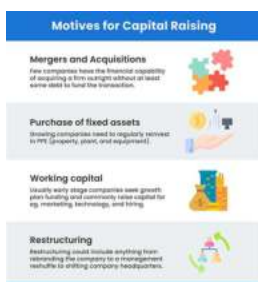 Motives for Capital Raising
Mergers and Acquisitions
Few companies have the financial capability
of acquiring a firm outright without at least
some debt to fund the transaction.
Purchase of fixed assets
Growing companies need to regularly reinvest
in PPE (property, plant, and equipment).
Working capital
Usually early stage companies seek growth
plan funding and commonly raise capital for
eg. marketing, technology, and hiring.
Restructuring
Restructuring could include anything from
rebranding the company to a management
reshuffle to shifting company headquarters.